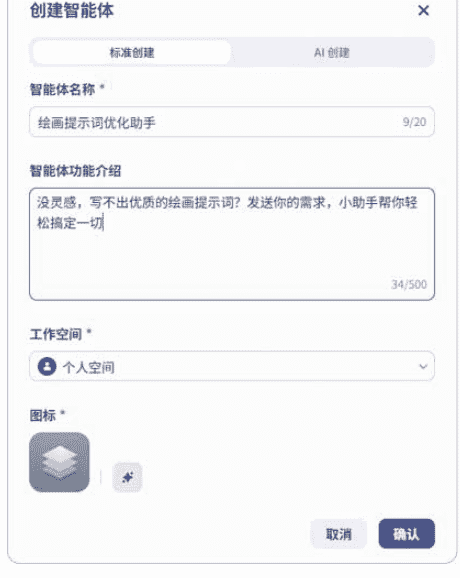 创建智能体
标准创建
AI 创建
智能体名称 *
绘画提示词优化助手
9/20
智能体功能介绍
没灵感，写不出优质的绘画提示词？发送你的需求，小助手帮你轻
松搞定一切
34/500
工作空间 *
个人空间
图标 *
取消
确认